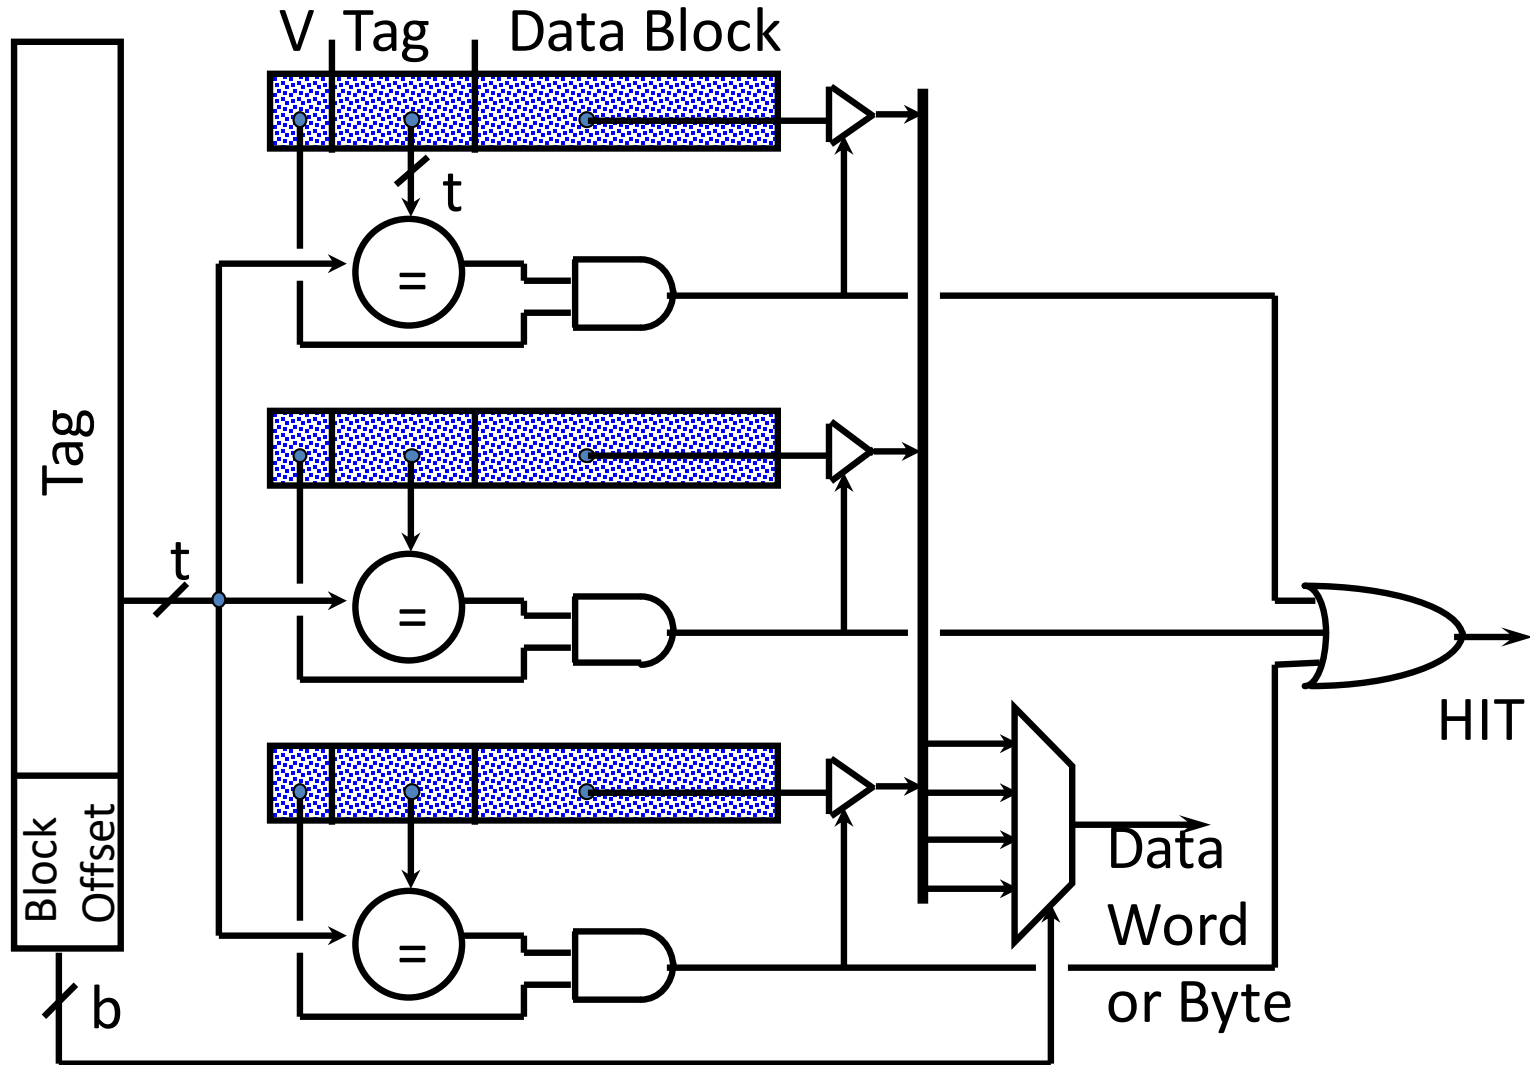 V Tag Data Block
t
=
Tag
t
=
HIT
Block
Offset
=
Data
Word
or Byte
b